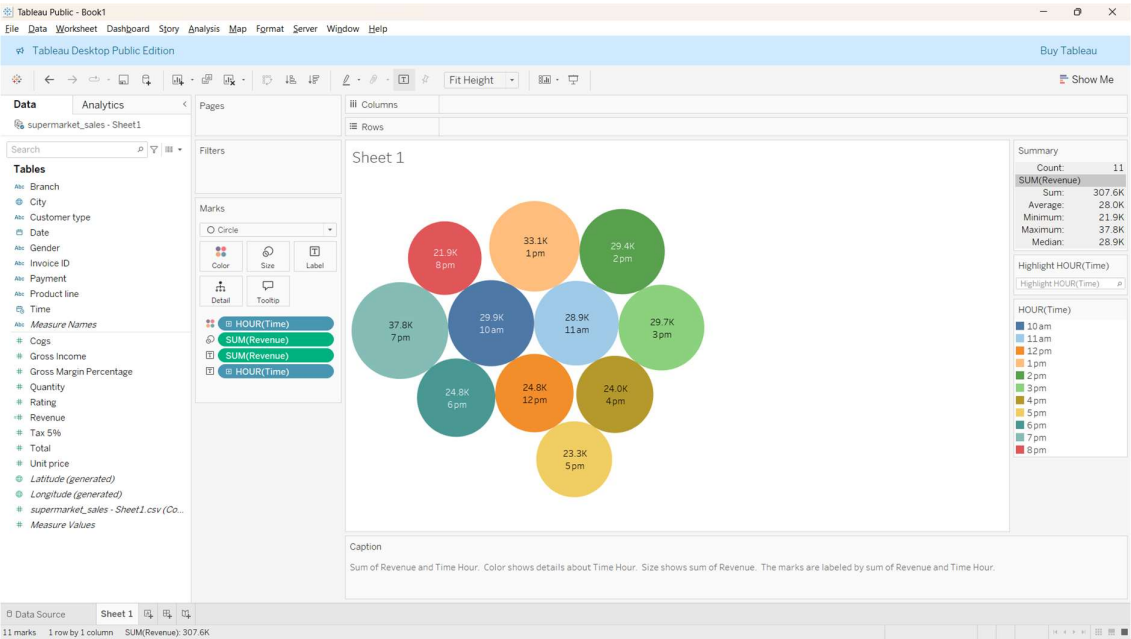 Tableau Public - Book1
File Data Worksheet Dashboard Story Analysis Map Format Server Window Help
Tableau Desktop Public Edition
Buy Tableau
Fit Height
Show Me
Data
Analytics
supermarket_sales - Sheet1
Search
Tables
Abc Branch
City
Abc Customer type
Date
Abc Gender
Abc Invoice ID
Abc Payment
Abc Product line
Time
Abc Measure Names
# Cogs
# Gross Income
# Gross Margin Percentage
# Quantity
# Rating
=# Revenue
# Tax 5%
# Total
# Unit price
Latitude (generated)
Longitude (generated)
# supermarket_sales - Sheet1.csv (Co...
# Measure Values
Pages
Filters
Marks
Circle
Color
Size
Label
Detail
Tooltip
HOUR(Time)
SUM(Revenue)
SUM(Revenue)
HOUR(Time)
Columns
Rows
Sheet 1
21.9K
8 pm
33.1K
1 pm
29.4K
2 pm
37.8K
7 pm
29.9K
10 am
28.9K
11 am
29.7K
3 pm
24.8K
6 pm
24.8K
12 pm
24.0K
4 pm
23.3K
5 pm
Summary
Count: 11
SUM(Revenue)
Sum: 307.6K
Average: 28.0K
Minimum: 21.9K
Maximum: 37.8K
Median: 28.9K
Highlight HOUR(Time)
Highlight HOUR(Time)
HOUR(Time)
10 am
11 am
12 pm
1 pm
2 pm
3 pm
4 pm
5 pm
6 pm
7 pm
8 pm
Caption
Sum of Revenue and Time Hour. Color shows details about Time Hour. Size shows sum of Revenue. The marks are labeled by sum of Revenue and Time Hour.
Data Source
Sheet 1
11 marks 1 row by 1 column SUM(Revenue): 307.6K